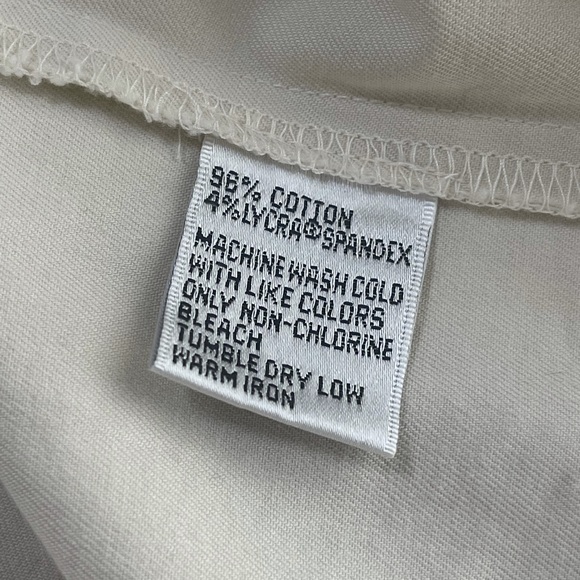 96% COTTON
4% LYCRA® SPANDEX
MACHINE WASH COLD
WITH LIKE COLORS
ONLY NON-CHLORINE
BLEACH
TUMBLE DRY LOW
WARM IRON